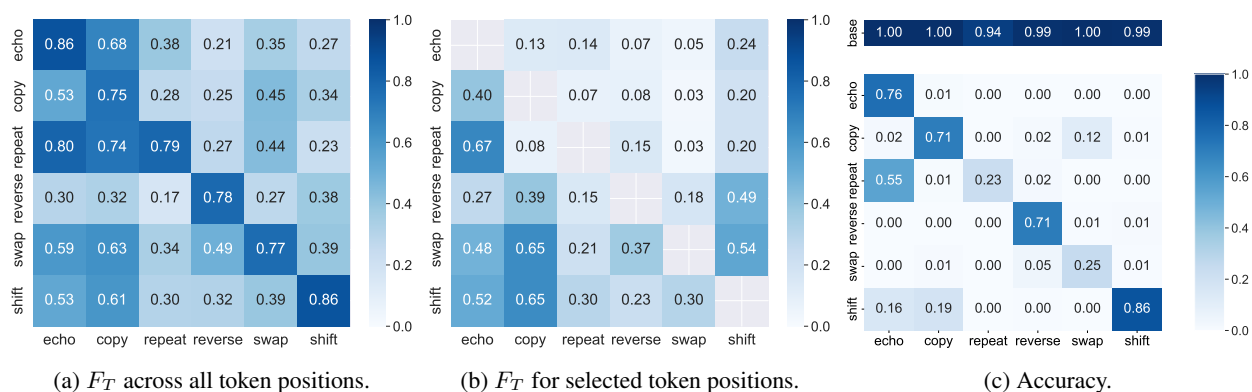 echo 0.86 0.68 0.38 0.21 0.35 0.27
copy 0.53 0.75 0.28 0.25 0.45 0.34
repeat 0.80 0.74 0.79 0.27 0.44 0.23
reverse 0.30 0.32 0.17 0.78 0.27 0.38
swap 0.59 0.63 0.34 0.49 0.77 0.39
shift 0.53 0.61 0.30 0.32 0.39 0.86
echo copy repeat reverse swap shift
1.0
0.8
0.6
0.4
0.2
0.0
(a) F_T across all token positions.
echo 0.13 0.14 0.07 0.05 0.24
copy 0.40 0.07 0.08 0.03 0.20
repeat 0.67 0.08 0.15 0.03 0.20
reverse 0.27 0.39 0.15 0.18 0.49
swap 0.48 0.65 0.21 0.37 0.54
shift 0.52 0.65 0.30 0.23 0.30
echo copy repeat reverse swap shift
1.0
0.8
0.6
0.4
0.2
0.0
(b) F_T for selected token positions.
base 1.00 1.00 0.94 0.99 1.00 0.99
echo 0.76 0.01 0.00 0.00 0.00 0.00
copy 0.02 0.71 0.00 0.02 0.12 0.01
repeat 0.55 0.01 0.23 0.02 0.00 0.00
reverse 0.00 0.00 0.00 0.71 0.01 0.01
swap 0.00 0.01 0.00 0.05 0.25 0.01
shift 0.16 0.19 0.00 0.00 0.00 0.86
echo copy repeat reverse swap shift
1.0
0.8
0.6
0.4
0.2
0.0
(c) Accuracy.